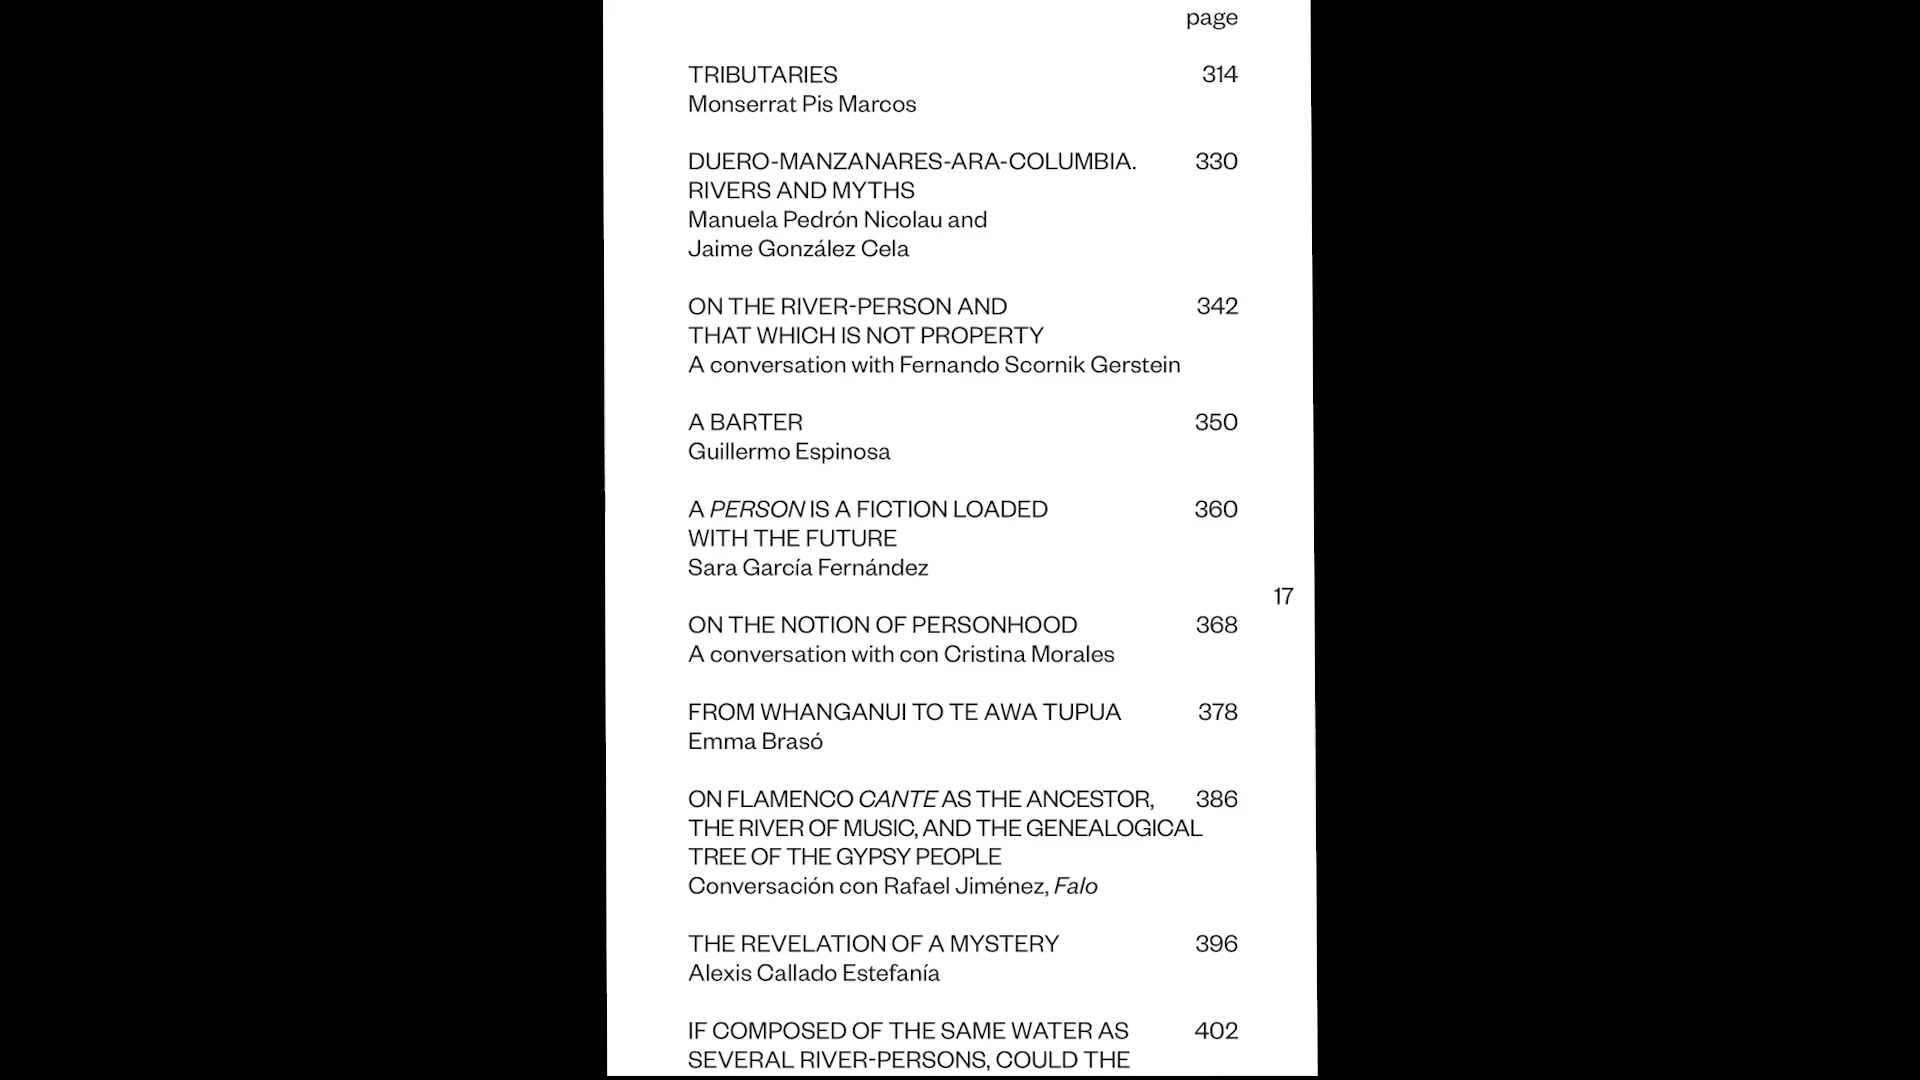 page
TRIBUTARIES 314
Monserrat Pis Marcos
DUERO-MANZANARES-ARA-COLUMBIA. 330
RIVERS AND MYTHS
Manuela Pedrón Nicolau and
Jaime González Cela
ON THE RIVER-PERSON AND 342
THAT WHICH IS NOT PROPERTY
A conversation with Fernando Scornik Gerstein
A BARTER 350
Guillermo Espinosa
A PERSON IS A FICTION LOADED 360
WITH THE FUTURE
Sara García Fernández
17
ON THE NOTION OF PERSONHOOD 368
A conversation with con Cristina Morales
FROM WHANGANUI TO TE AWA TUPUA 378
Emma Brasó
ON FLAMENCO CANTE AS THE ANCESTOR, 386
THE RIVER OF MUSIC, AND THE GENEALOGICAL
TREE OF THE GYPSY PEOPLE
Conversación con Rafael Jiménez, Falo
THE REVELATION OF A MYSTERY 396
Alexis Callado Estefanía
IF COMPOSED OF THE SAME WATER AS 402
SEVERAL RIVER-PERSONS, COULD THE